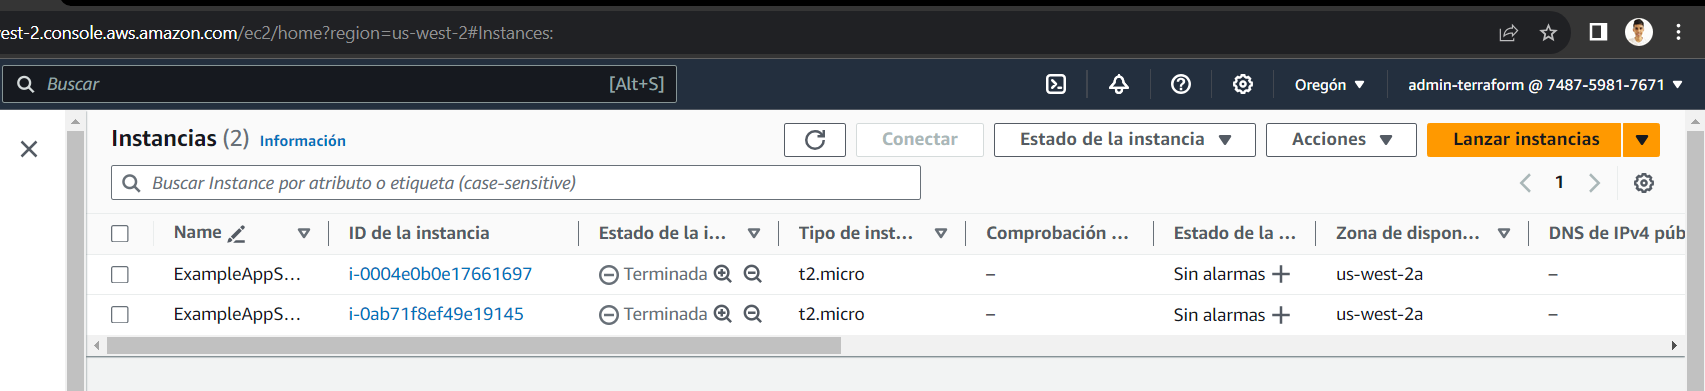 est-2.console.aws.amazon.com/ec2/home?region=us-west-2#Instances:
Buscar [Alt+S] Oregón admin-terraform @ 7487-5981-7671
Instancias (2) Información Conectar Estado de la instancia Acciones Lanzar instancias
Buscar Instance por atributo o etiqueta (case-sensitive) 1
Name ID de la instancia Estado de la i... Tipo de inst... Comprobación ... Estado de la ... Zona de dispon... DNS de IPv4 púb
ExampleAppS... i-0004e0b0e17661697 Terminada t2.micro – Sin alarmas us-west-2a –
ExampleAppS... i-0ab71f8ef49e19145 Terminada t2.micro – Sin alarmas us-west-2a –